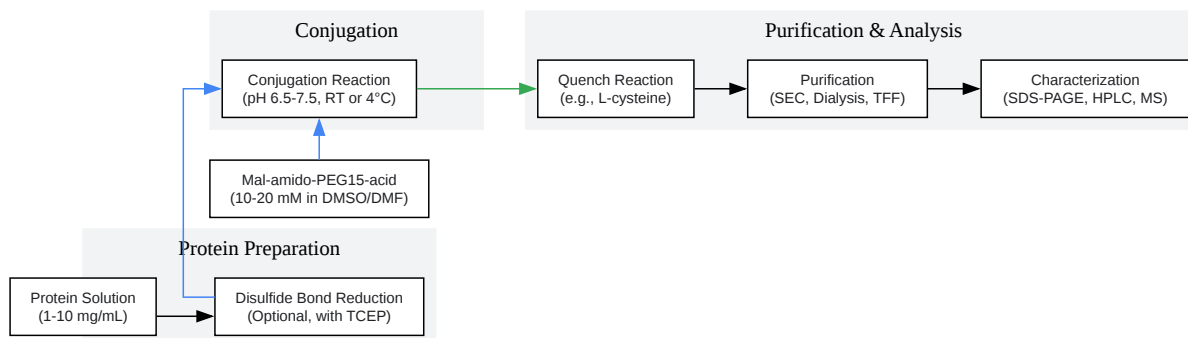 Conjugation
Purification & Analysis
Conjugation Reaction
(pH 6.5-7.5, RT or 4°C)
Quench Reaction
(e.g., L-cysteine)
Purification
(SEC, Dialysis, TFF)
Characterization
(SDS-PAGE, HPLC, MS)
Mal-amido-PEG15-acid
(10-20 mM in DMSO/DMF)
Protein Preparation
Protein Solution
(1-10 mg/mL)
Disulfide Bond Reduction
(Optional, with TCEP)